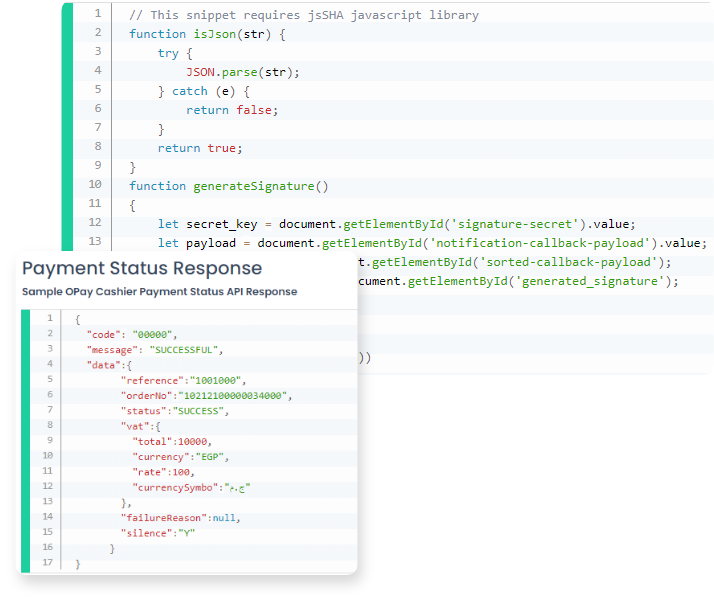 1 // This snippet requires jsSHA javascript library
2 function isJson(str) {
3 try {
4 JSON.parse(str);
5 } catch (e) {
6 return false;
7 }
8 return true;
9 }
10 function generateSignature()
11 {
12 let secret_key = document.getElementById('signature-secret').value;
13 let payload = document.getElementById('notification-callback-payload').value;
t.getElementById('sorted-callback-payload');
cument.getElementById('generated_signature');
))
Payment Status Response
Sample OPay Cashier Payment Status API Response
1 {
2 "code": "00000",
3 "message": "SUCCESSFUL",
4 "data":{
5 "reference":"1001000",
6 "orderNo":"10212100000034000",
7 "status":"SUCCESS",
8 "vat":{
9 "total":10000,
10 "currency":"EGP",
11 "rate":100,
12 "currencySymbo":"ج.م"
13 },
14 "failureReason":null,
15 "silence":"Y"
16 }
17 }